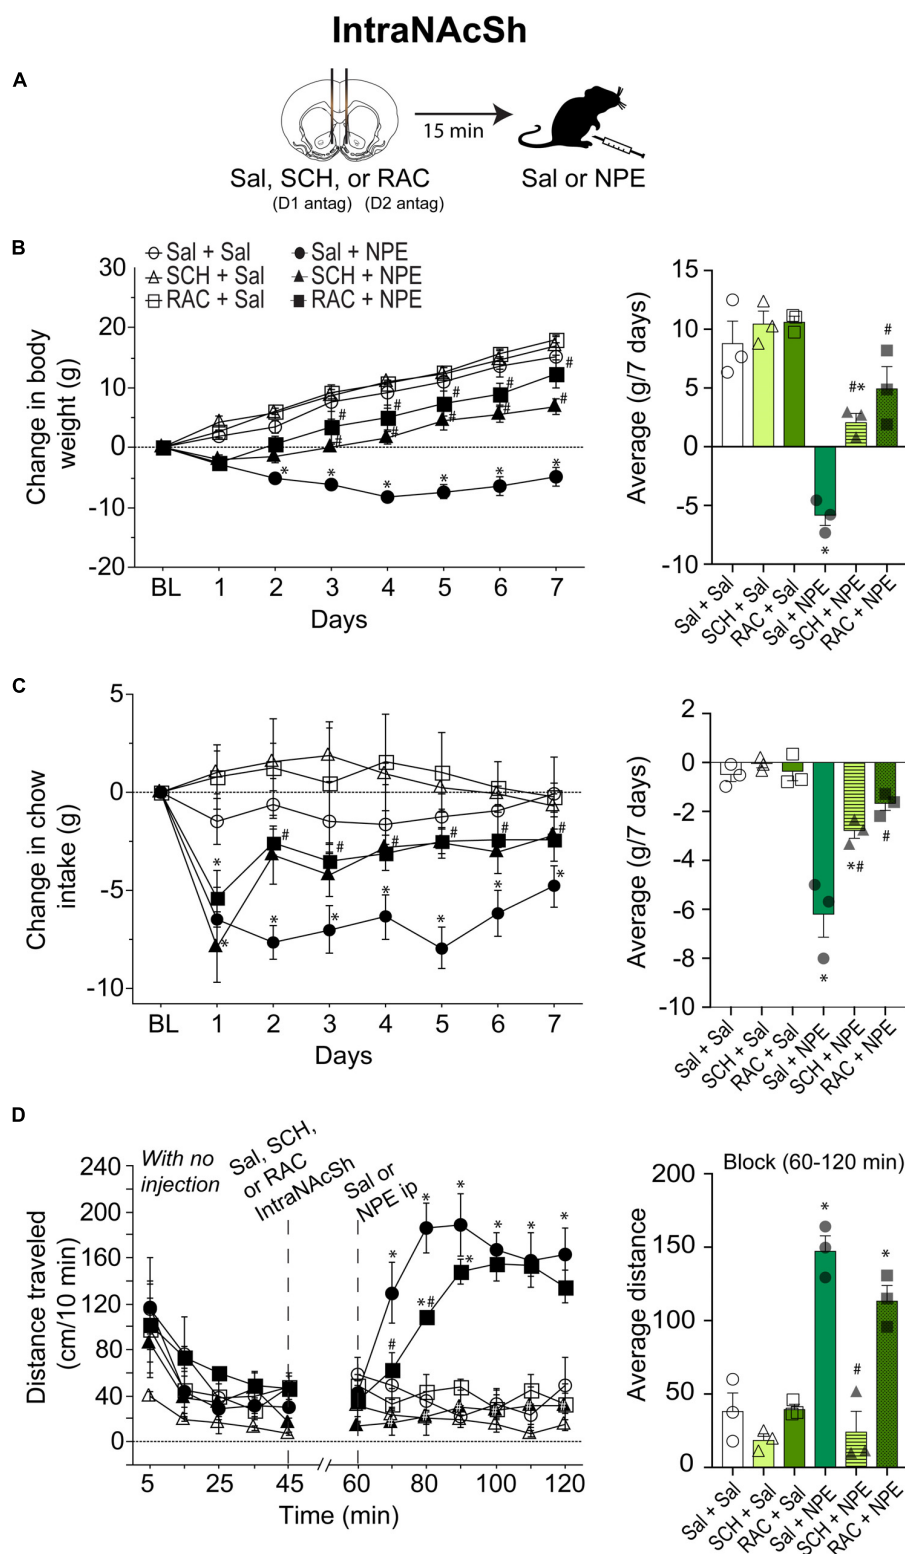 IntraNAcSh
A
15 min
Sal, SCH, or RAC
(D1 antag) (D2 antag)
Sal or NPE
B
Sal + Sal
SCH + Sal
RAC + Sal
Sal + NPE
SCH + NPE
RAC + NPE
Change in body
weight (g)
30
20
10
0
-10
-20
BL 1 2 3 4 5 6 7
Days
* * * * * *
# # # # #
# # # # #
Average (g/7 days)
15
10
5
0
-5
-10
*
#*
#
Sal + Sal
SCH + Sal
RAC + Sal
Sal + NPE
SCH + NPE
RAC + NPE
C
Change in chow
intake (g)
5
0
-5
-10
BL 1 2 3 4 5 6 7
Days
* * * * * * * *
# # # # # #
Average (g/7 days)
2
0
-2
-4
-6
-8
-10
*
*#
#
Sal + Sal
SCH + Sal
RAC + Sal
Sal + NPE
SCH + NPE
RAC + NPE
D
With no
injection
Sal, SCH,
or RAC
IntraNAcSh
Sal or
NPE ip
Distance traveled
(cm/10 min)
240
200
160
120
80
40
0
5 25 45 60 80 100 120
Time (min)
* * * * * *
# *# *
Block (60-120 min)
Average distance
200
150
100
50
0
*
#
*
Sal + Sal
SCH + Sal
RAC + Sal
Sal + NPE
SCH + NPE
RAC + NPE